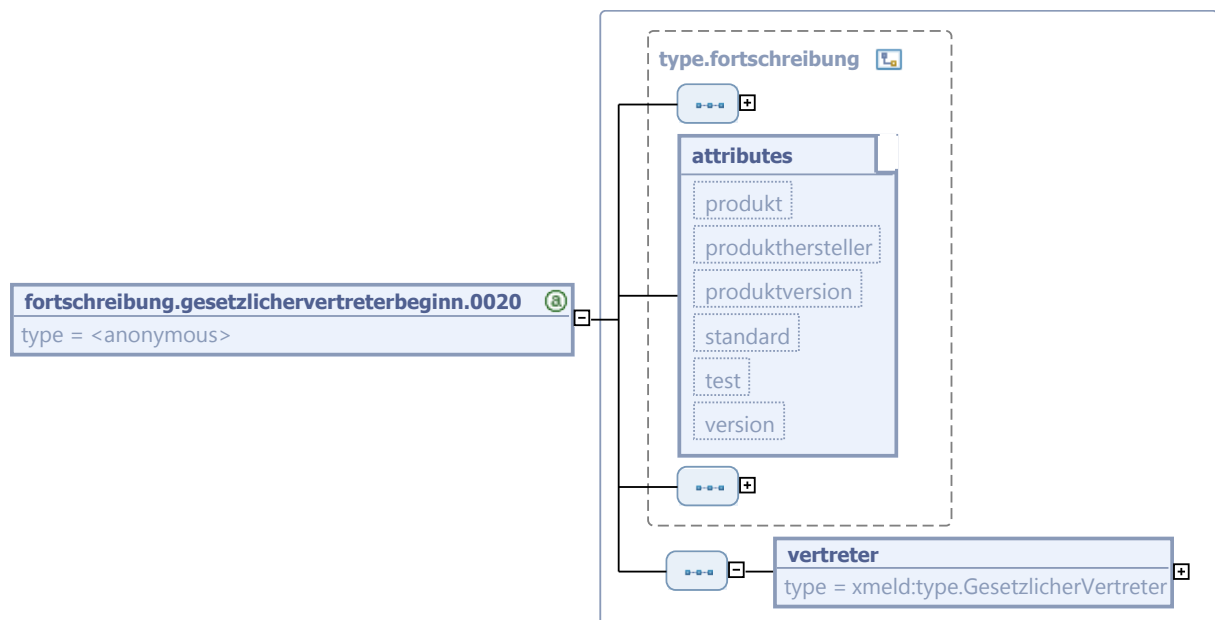 type.fortschreibung
attributes
produkt
produkthersteller
produktversion
standard
test
version
fortschreibung.gesetzlichervertreterbeginn.0020 a
type = <anonymous>
vertreter
type = xmeld:type.GesetzlicherVertreter